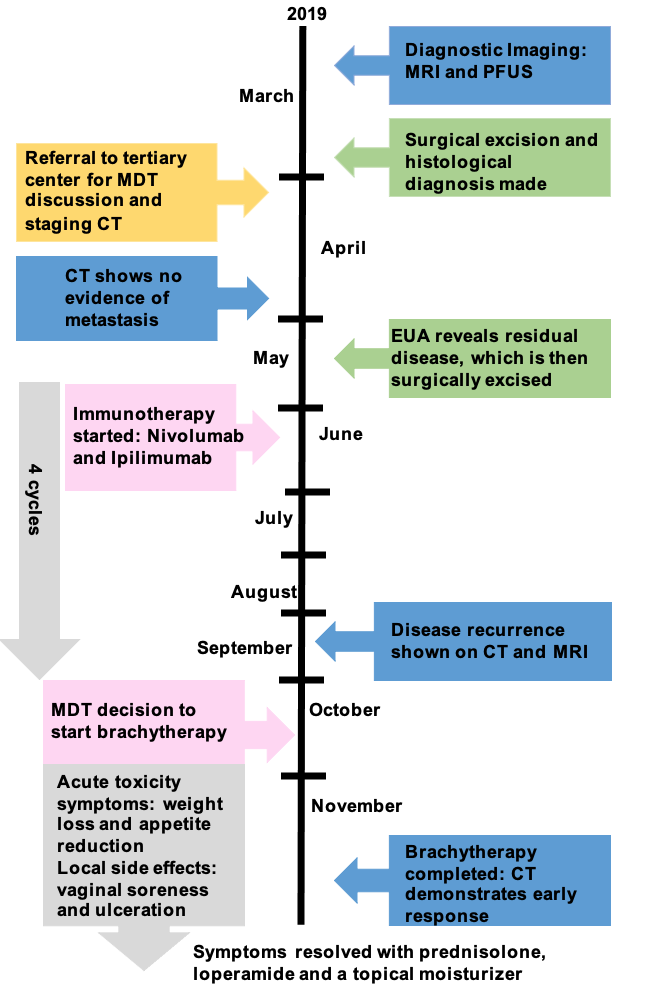 2019
Diagnostic Imaging:
MRI and PFUS
March
Surgical excision and
histological
diagnosis made
Referral to tertiary
center for MDT
discussion and
staging CT
April
CT shows no
evidence of
metastasis
EUA reveals residual
disease, which is then
surgically excised
May
Immunotherapy
started: Nivolumab
and Ipilimumab
June
4 cycles
July
August
Disease recurrence
shown on CT and MRI
September
MDT decision to
start brachytherapy
October
Acute toxicity
symptoms: weight
loss and appetite
reduction
Local side effects:
vaginal soreness
and ulceration
November
Brachytherapy
completed: CT
demonstrates early
response
Symptoms resolved with prednisolone,
loperamide and a topical moisturizer